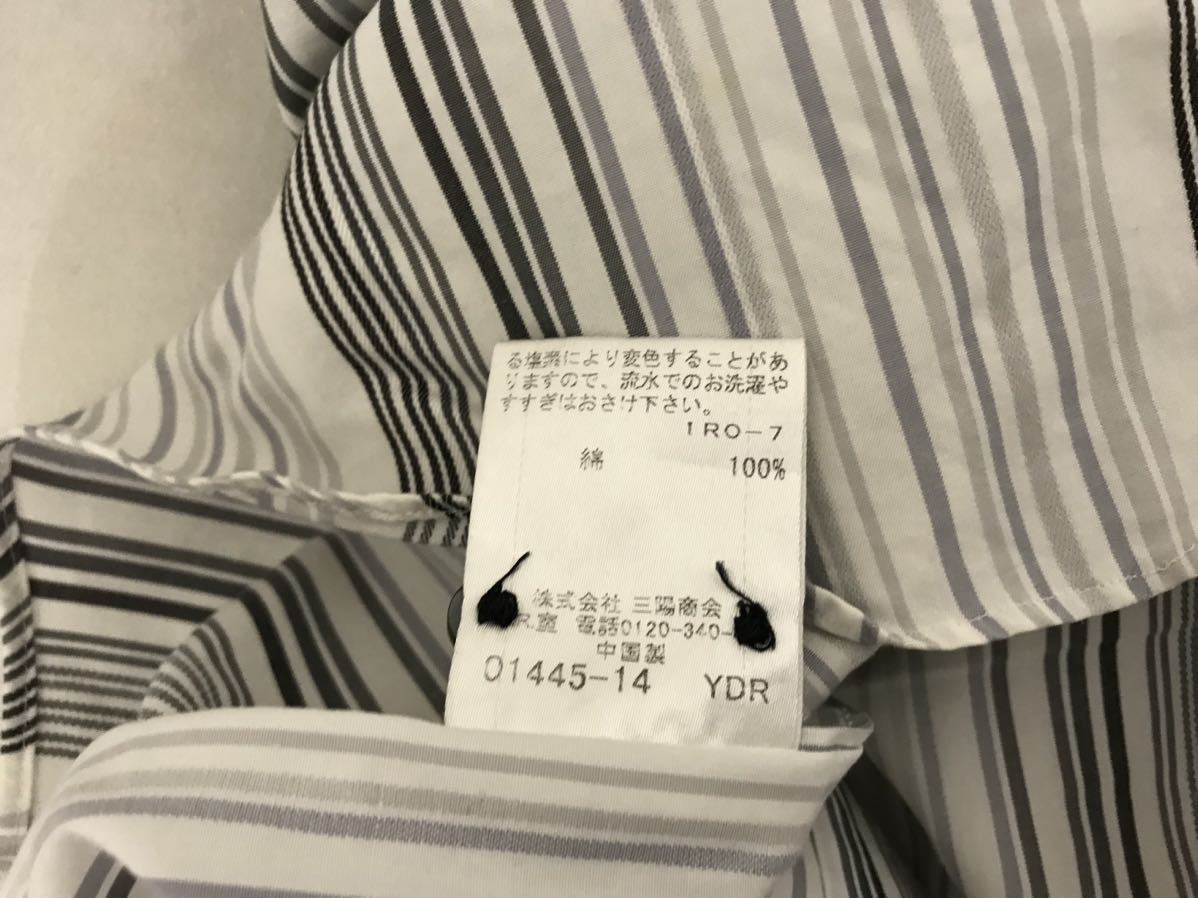 る塩素により変色することがあ
りますので、流水でのお洗濯や
すすぎはおさけ下さい。
IRO-7
綿 100%
株式会社 三陽商会
R室 電話0120-340-
中国製
01445-14 YDR